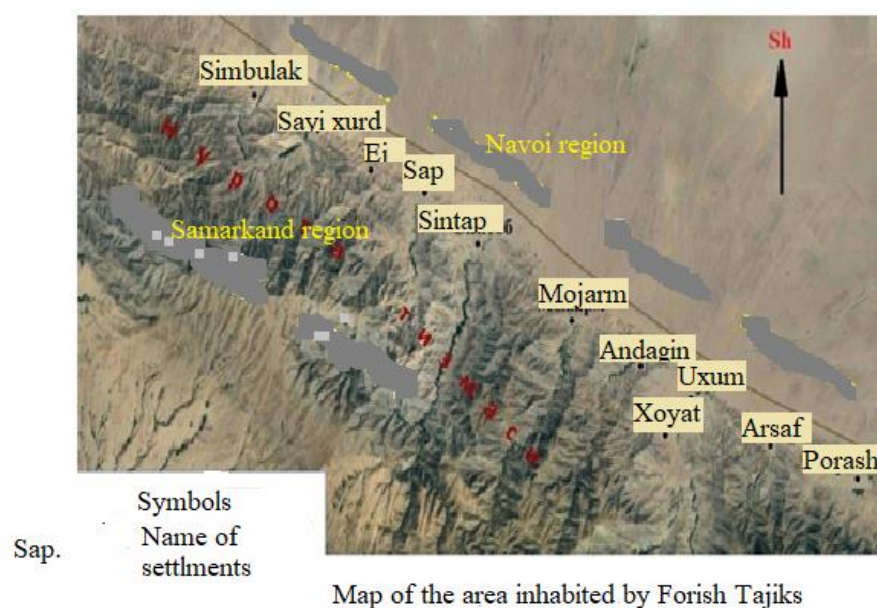 Sh
Simbulak
Sayi xurd
Navoi region
Ej
Sap
Samarkand region
Sintap
Mojarm
Andagin
Uxum
Xoyat
Arsaf
Porash
Symbols
Sap.
Name of
settlments
Map of the area inhabited by Forish Tajiks